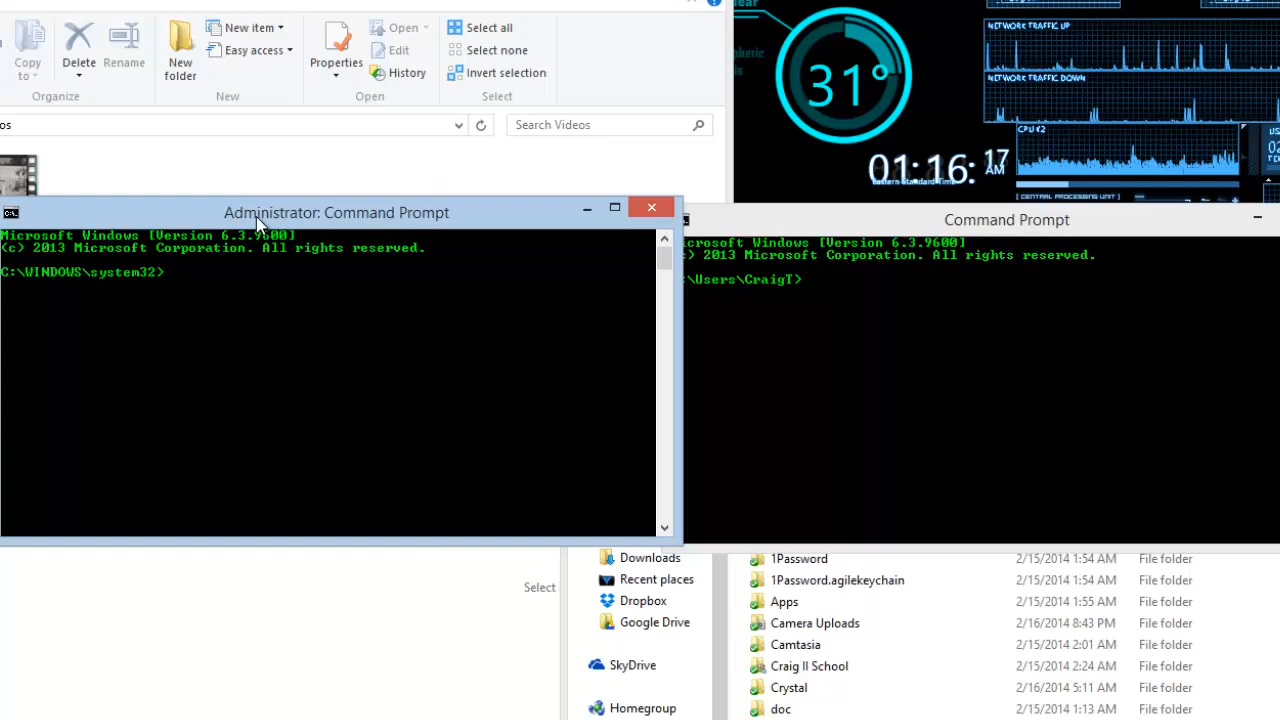 Copy
to
Delete
Rename
Organize
New
folder
New item
Easy access
New
Properties
Open
Edit
History
Open
Select all
Select none
Invert selection
Select
os
Search Videos
31°
01:16:17
AM
Eastern Standard Time
NETWORK TRAFFIC UP
NETWORK TRAFFIC DOWN
CPU #2
[ CENTRAL PROCESSING UNIT ]
Administrator: Command Prompt
Microsoft Windows [Version 6.3.9600]
(c) 2013 Microsoft Corporation. All rights reserved.
C:\WINDOWS\system32>
Command Prompt
icrosoft Windows [Version 6.3.9600]
) 2013 Microsoft Corporation. All rights reserved.
:\Users\CraigT>
Select
Downloads
Recent places
Dropbox
Google Drive
SkyDrive
Homegroup
1Password 2/15/2014 1:54 AM File folder
1Password.agilekeychain 2/15/2014 1:54 AM File folder
Apps 2/15/2014 1:55 AM File folder
Camera Uploads 2/16/2014 8:43 PM File folder
Camtasia 2/15/2014 2:01 AM File folder
Craig II School 2/15/2014 2:24 AM File folder
Crystal 2/16/2014 5:11 AM File folder
doc 2/15/2014 1:13 AM File folder